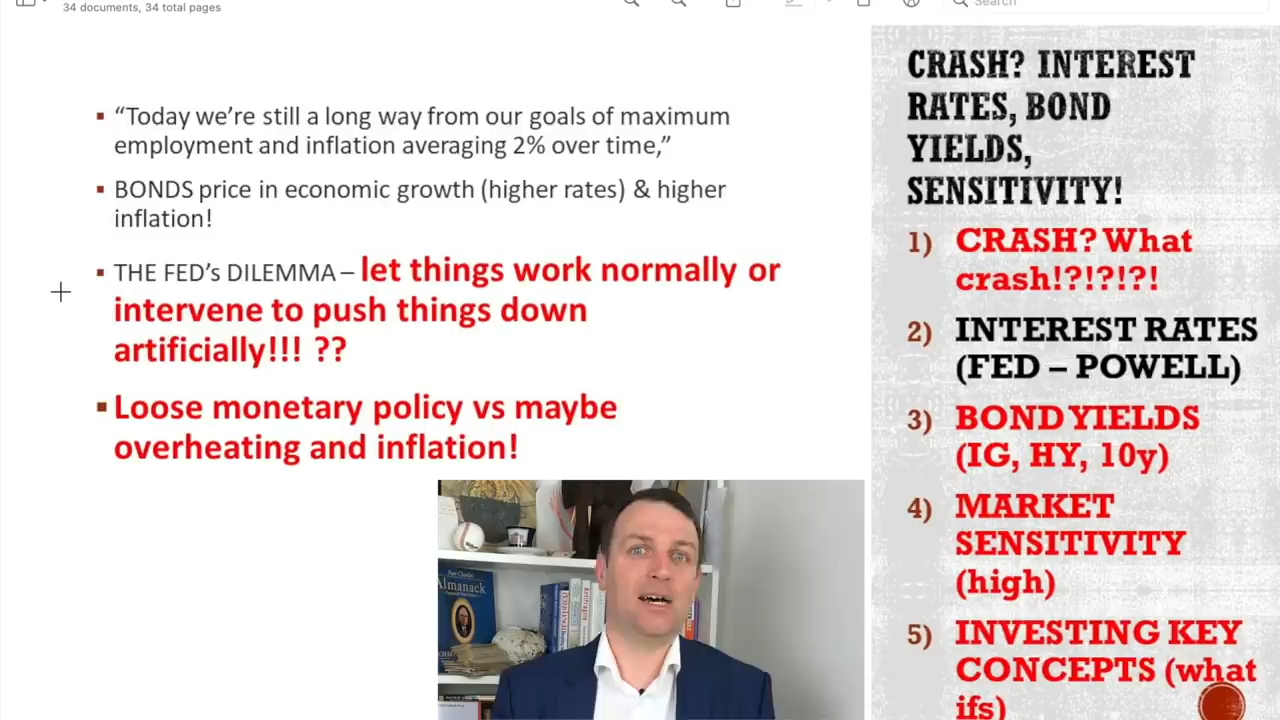 34 documents, 34 total pages
Search
“Today we’re still a long way from our goals of maximum
employment and inflation averaging 2% over time,”
BONDS price in economic growth (higher rates) & higher
inflation!
THE FED’s DILEMMA – let things work normally or
intervene to push things down
artificially!!! ??
Loose monetary policy vs maybe
overheating and inflation!
Almanack
CRASH? INTEREST
RATES, BOND
YIELDS,
SENSITIVITY!
1) CRASH? What
crash!?!?!?!
2) INTEREST RATES
(FED – POWELL)
3) BOND YIELDS
(IG, HY, 10y)
4) MARKET
SENSITIVITY
(high)
5) INVESTING KEY
CONCEPTS (what
ifs)